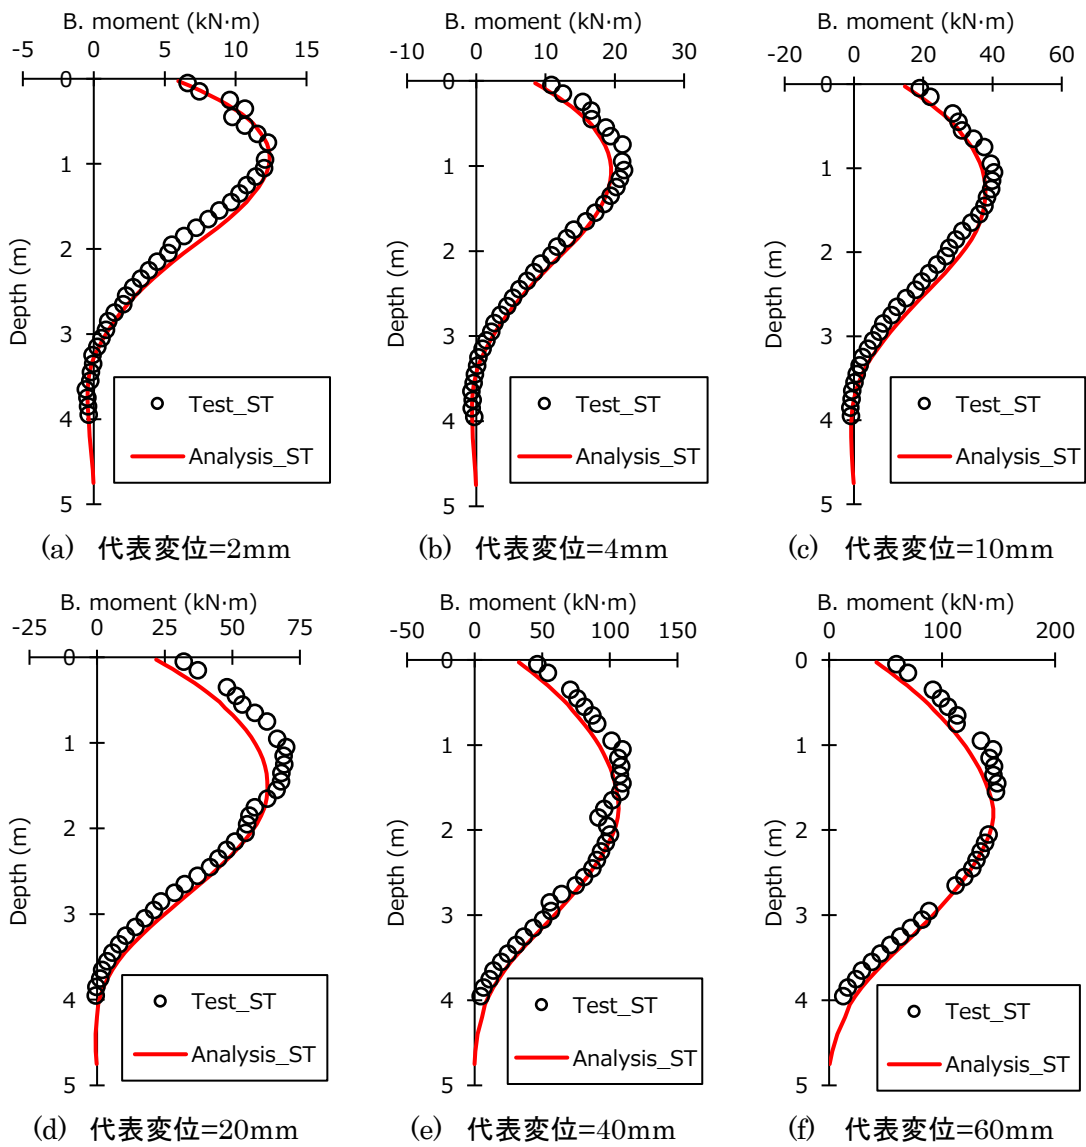 B. moment (kN·m)
-5 0 5 10 15
0
1
2
3
4
5
Depth (m)
Test_ST
Analysis_ST
(a) 代表変位=2mm
B. moment (kN·m)
-10 0 10 20 30
0
1
2
3
4
5
Depth (m)
Test_ST
Analysis_ST
(b) 代表変位=4mm
B. moment (kN·m)
-20 0 20 40 60
0
1
2
3
4
5
Depth (m)
Test_ST
Analysis_ST
(c) 代表変位=10mm
B. moment (kN·m)
-25 0 25 50 75
0
1
2
3
4
5
Depth (m)
Test_ST
Analysis_ST
(d) 代表変位=20mm
B. moment (kN·m)
-50 0 50 100 150
0
1
2
3
4
5
Depth (m)
Test_ST
Analysis_ST
(e) 代表変位=40mm
B. moment (kN·m)
0 100 200
0
1
2
3
4
5
Depth (m)
Test_ST
Analysis_ST
(f) 代表変位=60mm